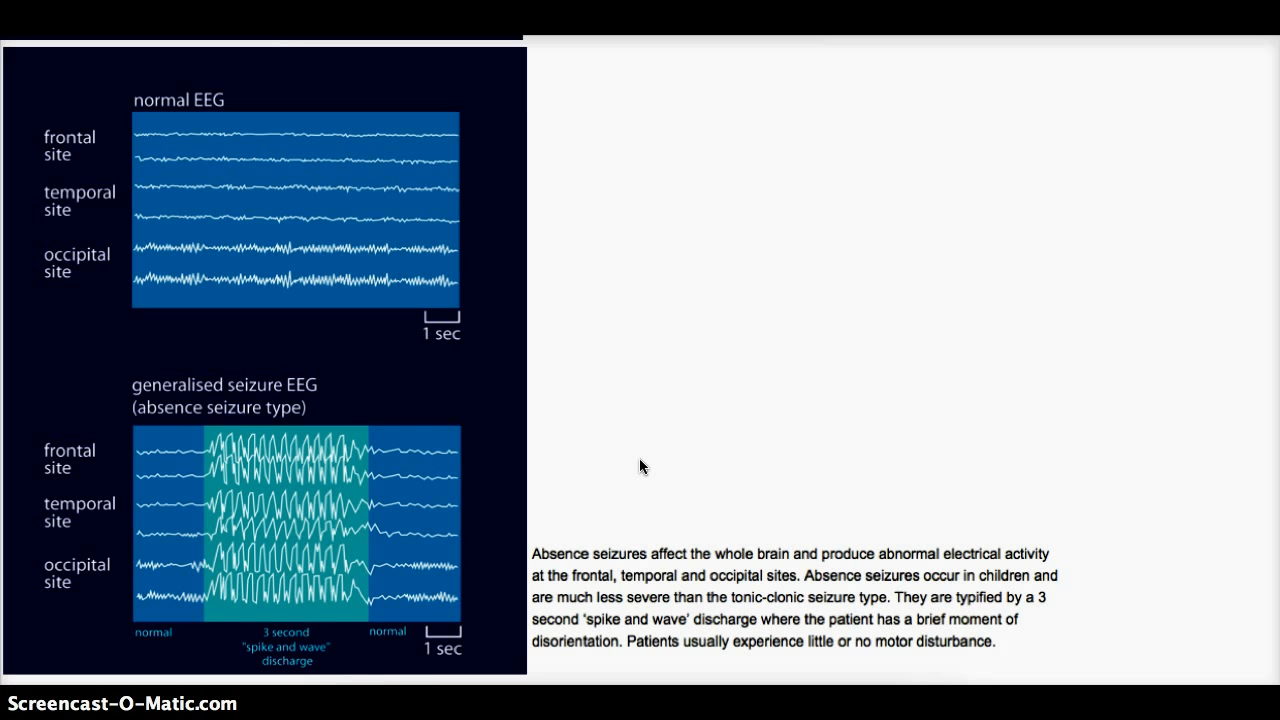 normal EEG
frontal
site
temporal
site
occipital
site
1 sec
generalised seizure EEG
(absence seizure type)
frontal
site
temporal
site
occipital
site
normal
3 second
"spike and wave"
discharge
normal
1 sec
Absence seizures affect the whole brain and produce abnormal electrical activity
at the frontal, temporal and occipital sites. Absence seizures occur in children and
are much less severe than the tonic-clonic seizure type. They are typified by a 3
second ‘spike and wave’ discharge where the patient has a brief moment of
disorientation. Patients usually experience little or no motor disturbance.
Screencast-O-Matic.com